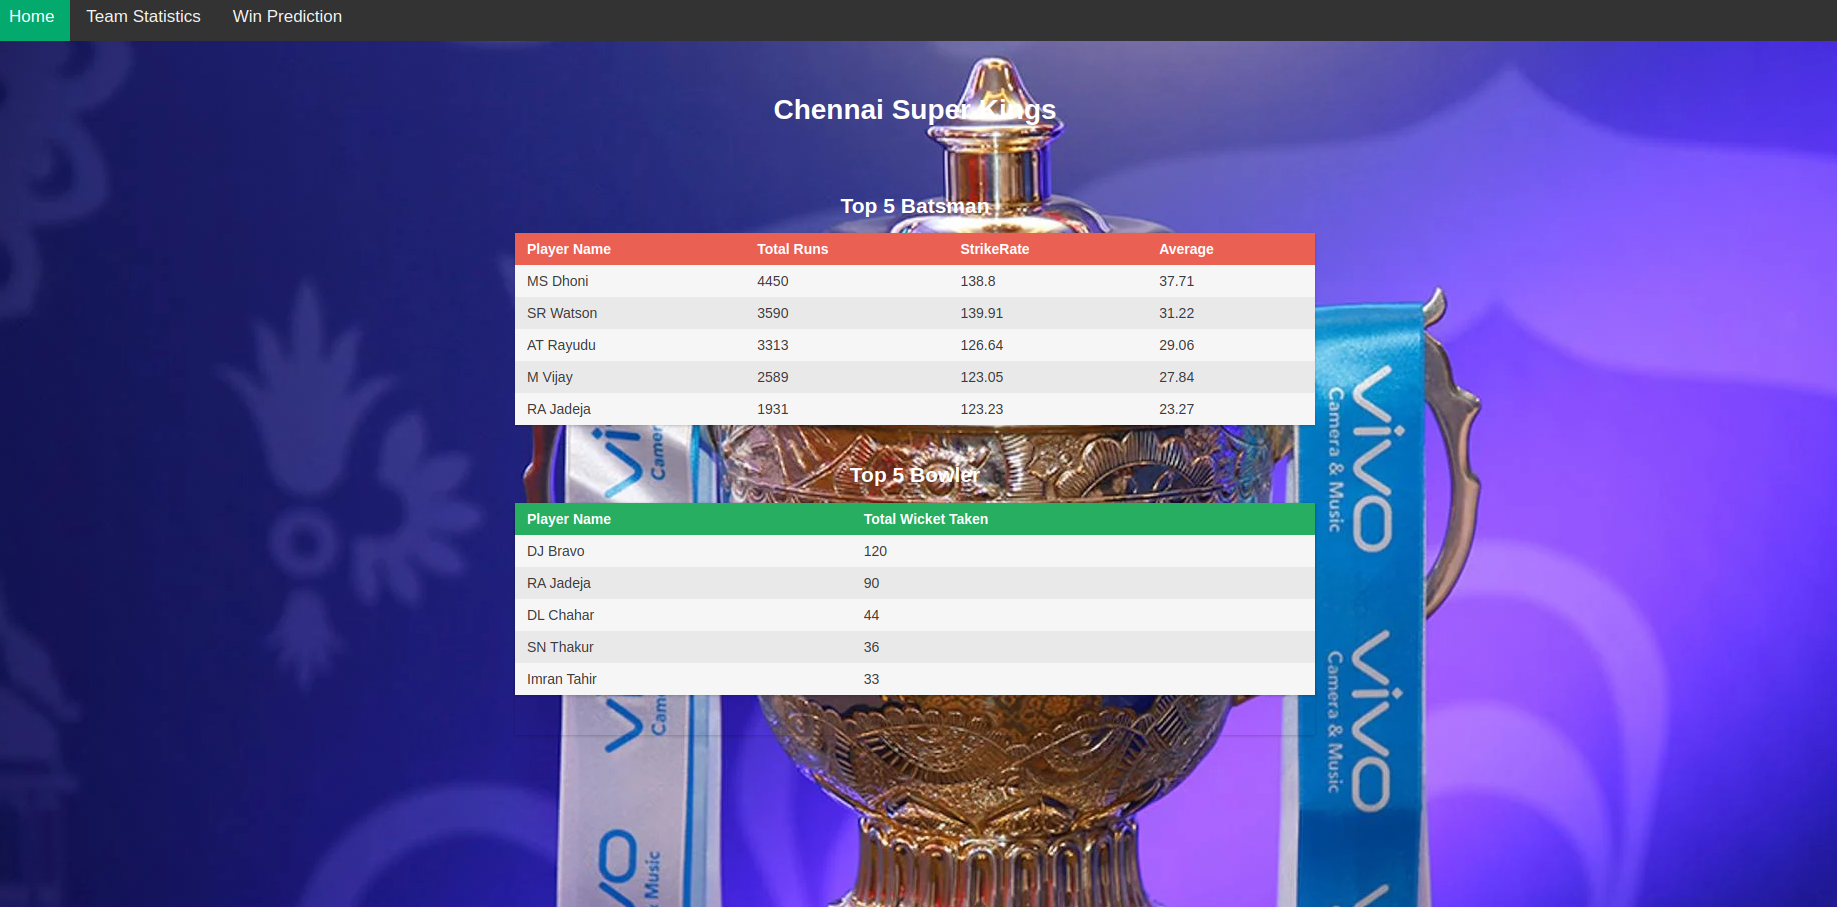 Home Team Statistics Win Prediction
Chennai Super Kings
Top 5 Batsman
Player Name Total Runs StrikeRate Average
MS Dhoni 4450 138.8 37.71
SR Watson 3590 139.91 31.22
AT Rayudu 3313 126.64 29.06
M Vijay 2589 123.05 27.84
RA Jadeja 1931 123.23 23.27
Top 5 Bowler
Player Name Total Wicket Taken
DJ Bravo 120
RA Jadeja 90
DL Chahar 44
SN Thakur 36
Imran Tahir 33
vivo
Camera & Music
vivo
Camera & Music